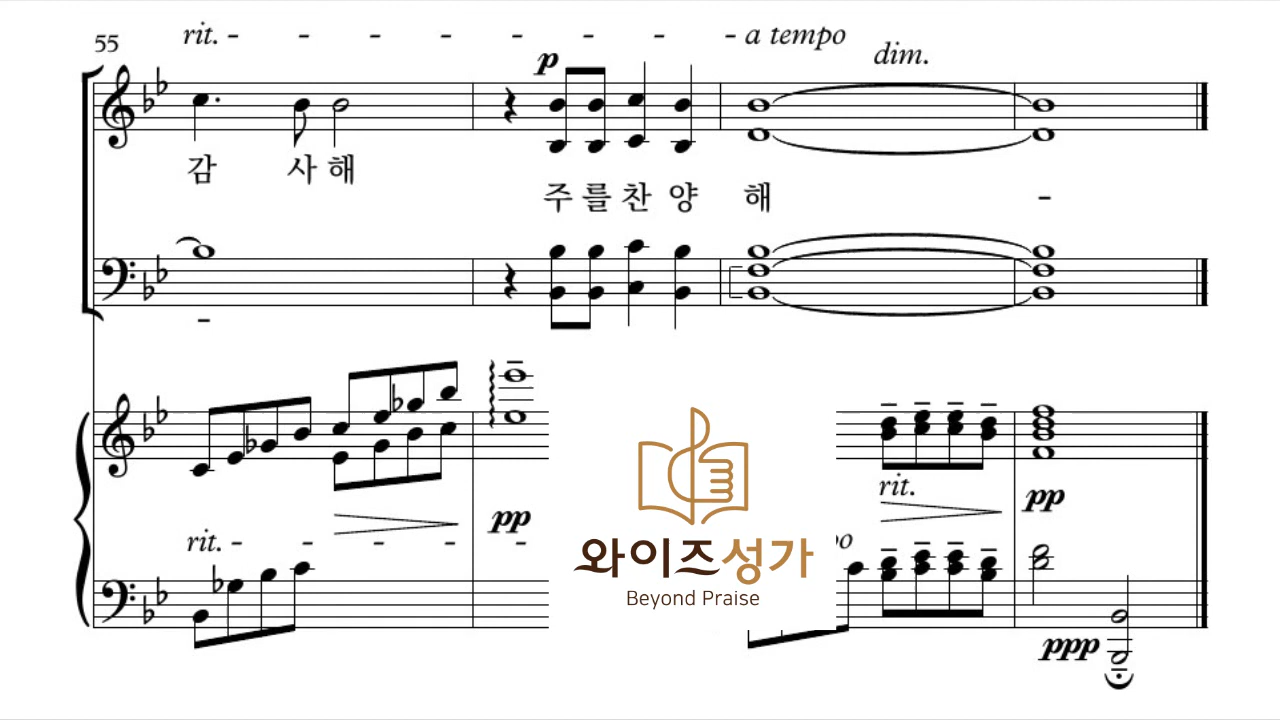 55
rit. - - - - - - - - a tempo
dim.
p
감 사 해
주 를 찬 양 해 -
-
rit.
pp pp
rit. - - - - -
와이즈성가
Beyond Praise
ppp